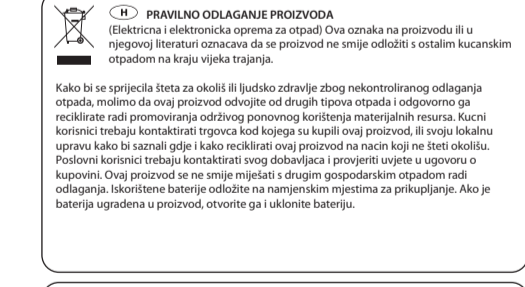 H PRAVILNO ODLAGANJE PROIZVODA
(Elektricna i elektronicka oprema za otpad) Ova oznaka na proizvodu ili u
njegovoj literaturi oznacava da se proizvod ne smije odložiti s ostalim kucanskim
otpadom na kraju vijeka trajanja.
Kako bi se sprijecila šteta za okoliš ili ljudsko zdravlje zbog nekontroliranog odlaganja
otpada, molimo da ovaj proizvod odvojite od drugih tipova otpada i odgovorno ga
reciklirate radi promoviranja održivog ponovnog korištenja materijalnih resursa. Kucni
korisnici trebaju kontaktirati trgovca kod kojega su kupili ovaj proizvod, ili svoju lokalnu
upravu kako bi saznali gdje i kako reciklirati ovaj proizvod na nacin koji ne šteti okolišu.
Poslovni korisnici trebaju kontaktirati svog dobavljaca i provjeriti uvjete u ugovoru o
kupovini. Ovaj proizvod se ne smije miješati s drugim gospodarskim otpadom radi
odlaganja. Iskorištene baterije odložite na namjenskim mjestima za prikupljanje. Ako je
baterija ugradena u proizvod, otvorite ga i uklonite bateriju.